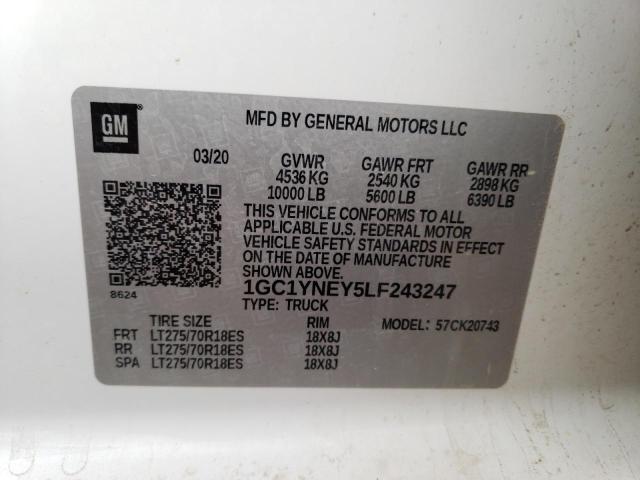 GM
MFD BY GENERAL MOTORS LLC
03/20 GVWR GAWR FRT GAWR RR
4536 KG 2540 KG 2898 KG
10000 LB 5600 LB 6390 LB
THIS VEHICLE CONFORMS TO ALL
APPLICABLE U.S. FEDERAL MOTOR
VEHICLE SAFETY STANDARDS IN EFFECT
ON THE DATE OF MANUFACTURE
SHOWN ABOVE.
8624
1GC1YNEY5LF243247
TYPE: TRUCK
TIRE SIZE RIM MODEL: 57CK20743
FRT LT275/70R18ES 18X8J
RR LT275/70R18ES 18X8J
SPA LT275/70R18ES 18X8J